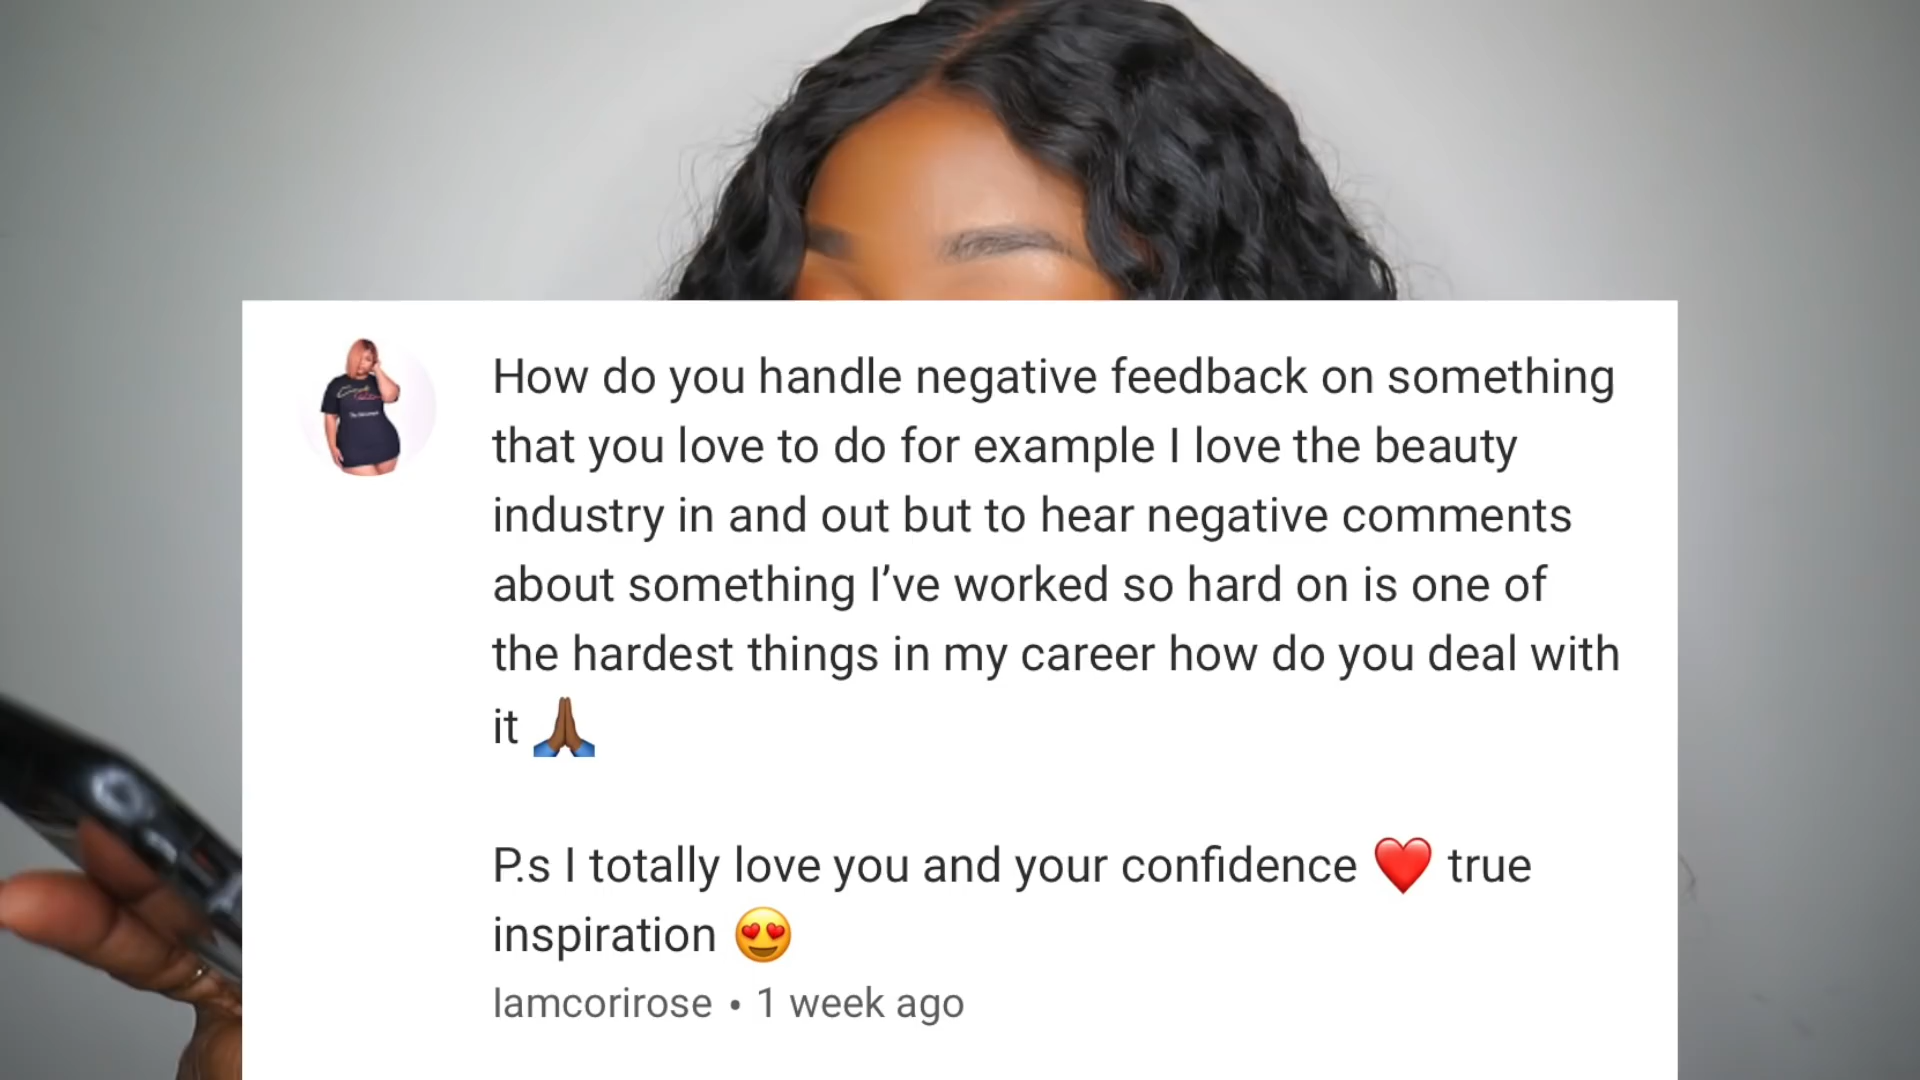 How do you handle negative feedback on something
that you love to do for example I love the beauty
industry in and out but to hear negative comments
about something I’ve worked so hard on is one of
the hardest things in my career how do you deal with
it 🙏🏾
P.s I totally love you and your confidence ❤️ true
inspiration 😍
Iamcorirose • 1 week ago